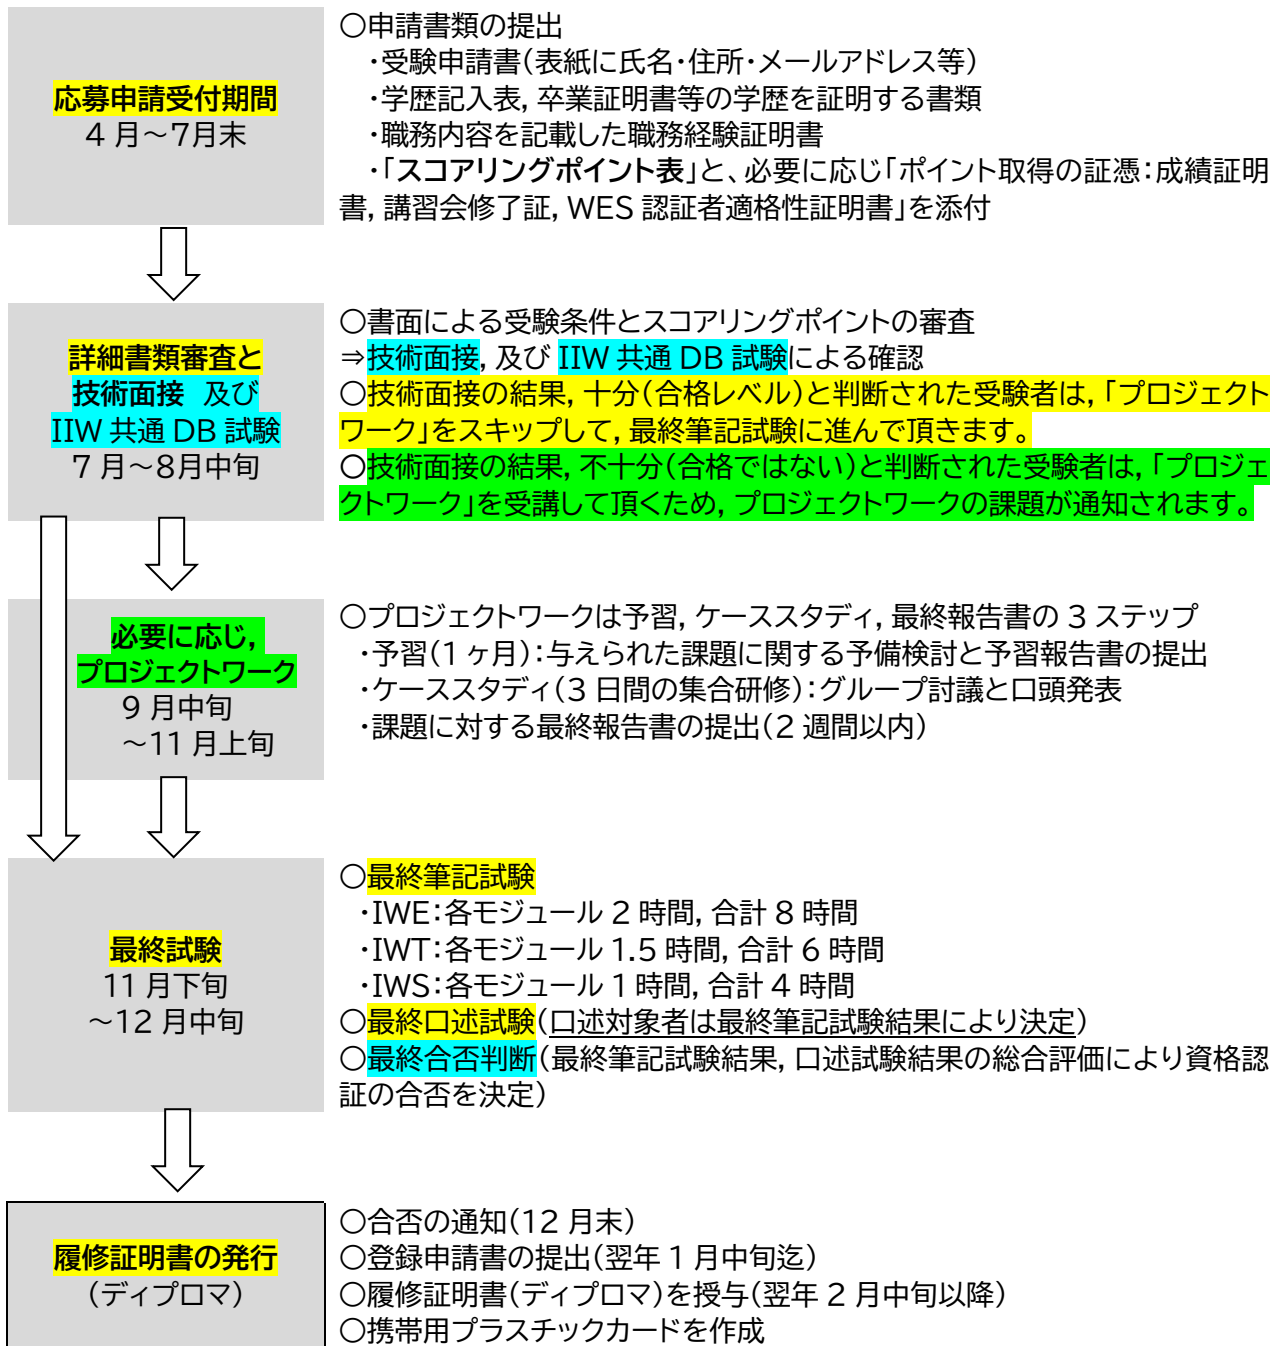 応募申請受付期間
4 月～7月末
○申請書類の提出
・受験申請書(表紙に氏名・住所・メールアドレス等)
・学歴記入表, 卒業証明書等の学歴を証明する書類
・職務内容を記載した職務経験証明書
・「スコアリングポイント表」と、必要に応じ「ポイント取得の証憑：成績証明
書, 講習会修了証, WES 認証者適格性証明書」を添付
詳細書類審査と
技術面接 及び
IIW 共通 DB 試験
7 月～8月中旬
○書面による受験条件とスコアリングポイントの審査
⇒技術面接, 及び IIW 共通 DB 試験による確認
○技術面接の結果, 十分(合格レベル)と判断された受験者は, 「プロジェクト
ワーク」をスキップして, 最終筆記試験に進んで頂きます。
○技術面接の結果, 不十分(合格ではない)と判断された受験者は, 「プロジェ
クトワーク」を受講して頂くため, プロジェクトワークの課題が通知されます。
必要に応じ,
プロジェクトワーク
9 月中旬
～11 月上旬
○プロジェクトワークは予習, ケーススタディ, 最終報告書の 3 ステップ
・予習(1 ヶ月)：与えられた課題に関する予備検討と予習報告書の提出
・ケーススタディ(3 日間の集合研修)：グループ討議と口頭発表
・課題に対する最終報告書の提出(2 週間以内)
最終試験
11 月下旬
～12 月中旬
○最終筆記試験
・IWE：各モジュール 2 時間, 合計 8 時間
・IWT：各モジュール 1.5 時間, 合計 6 時間
・IWS：各モジュール 1 時間, 合計 4 時間
○最終口述試験(口述対象者は最終筆記試験結果により決定)
○最終合否判断(最終筆記試験結果, 口述試験結果の総合評価により資格認
証の合否を決定)
履修証明書の発行
(ディプロマ)
○合否の通知(12 月末)
○登録申請書の提出(翌年 1 月中旬迄)
○履修証明書(ディプロマ)を授与(翌年 2 月中旬以降)
○携帯用プラスチックカードを作成